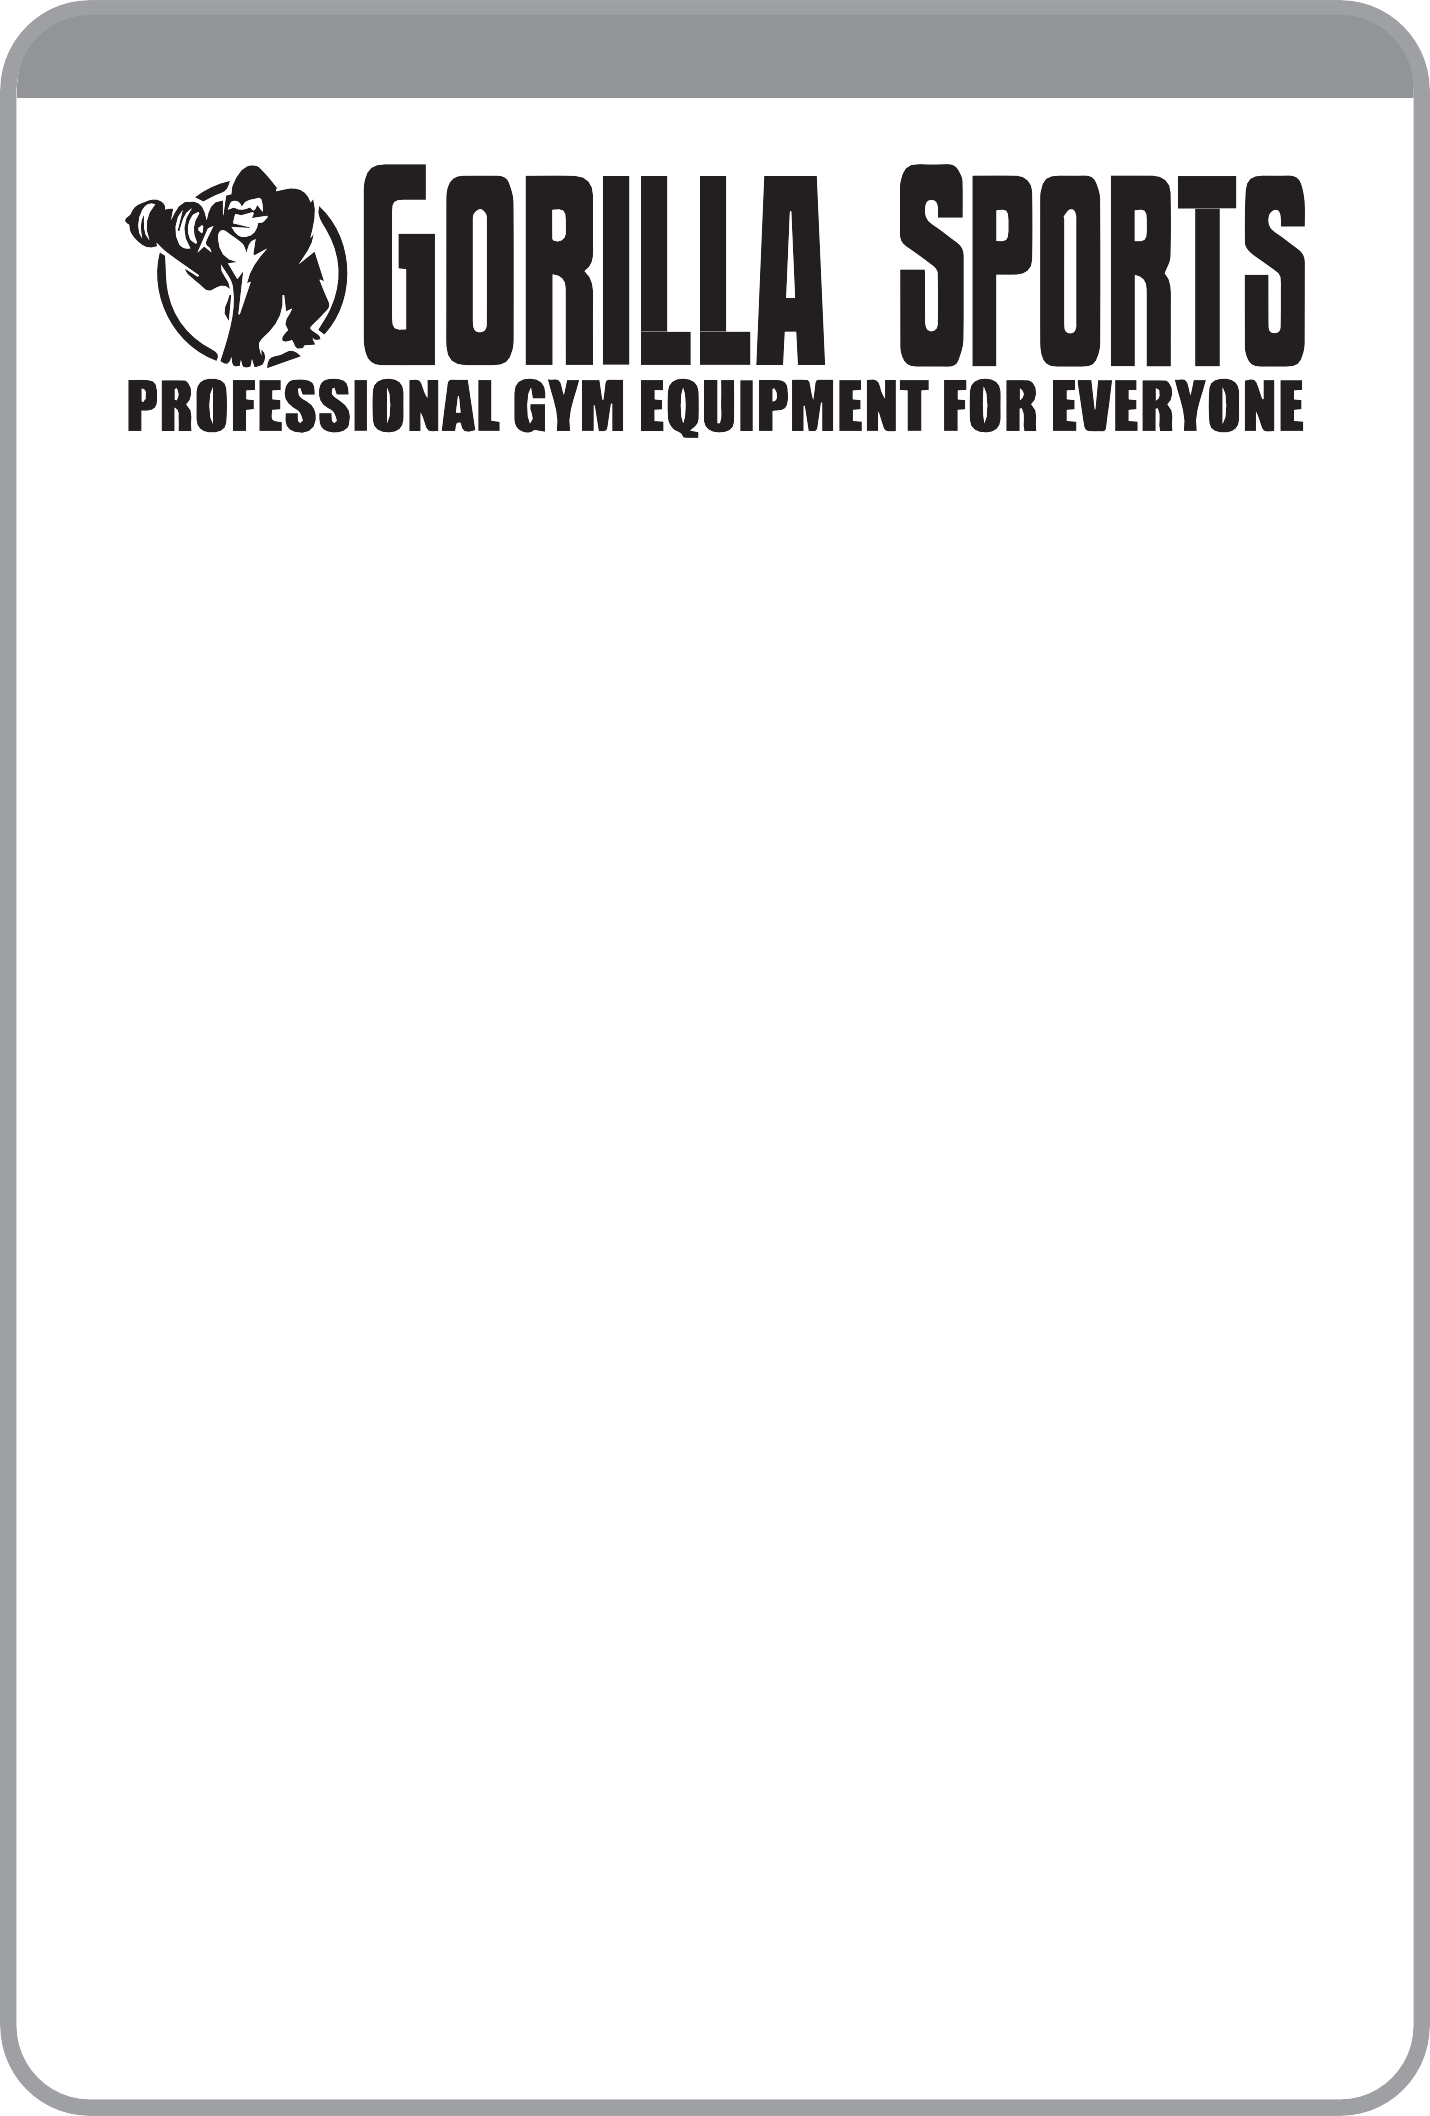 GORILLA SPORTS
PROFESSIONAL GYM EQUIPMENT FOR EVERYONE